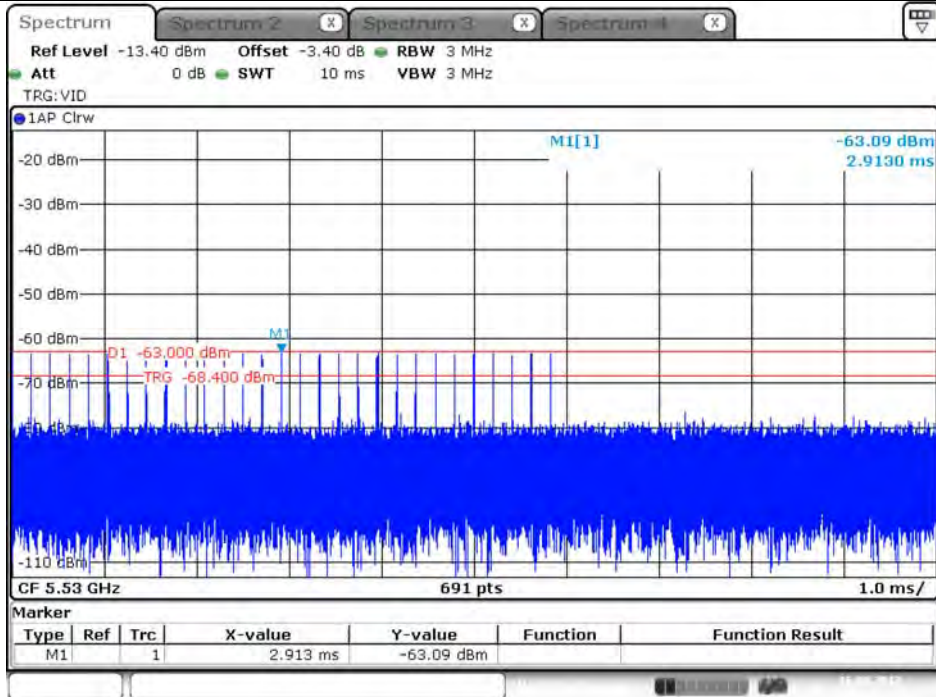 Spectrum Spectrum 2 X Spectrum 3 X Spectrum 4 X
Ref Level -13.40 dBm Offset -3.40 dB RBW 3 MHz
Att 0 dB SWT 10 ms VBW 3 MHz
TRG:VID
1AP Clrw
M1[1] -63.09 dBm
2.9130 ms
-20 dBm
-30 dBm
-40 dBm
-50 dBm
-60 dBm
M1
D1 -63.000 dBm
TRG -68.400 dBm
-70 dBm
-110 dBm
CF 5.53 GHz 691 pts 1.0 ms/
Marker
Type Ref Trc X-value Y-value Function Function Result
M1 1 2.913 ms -63.09 dBm